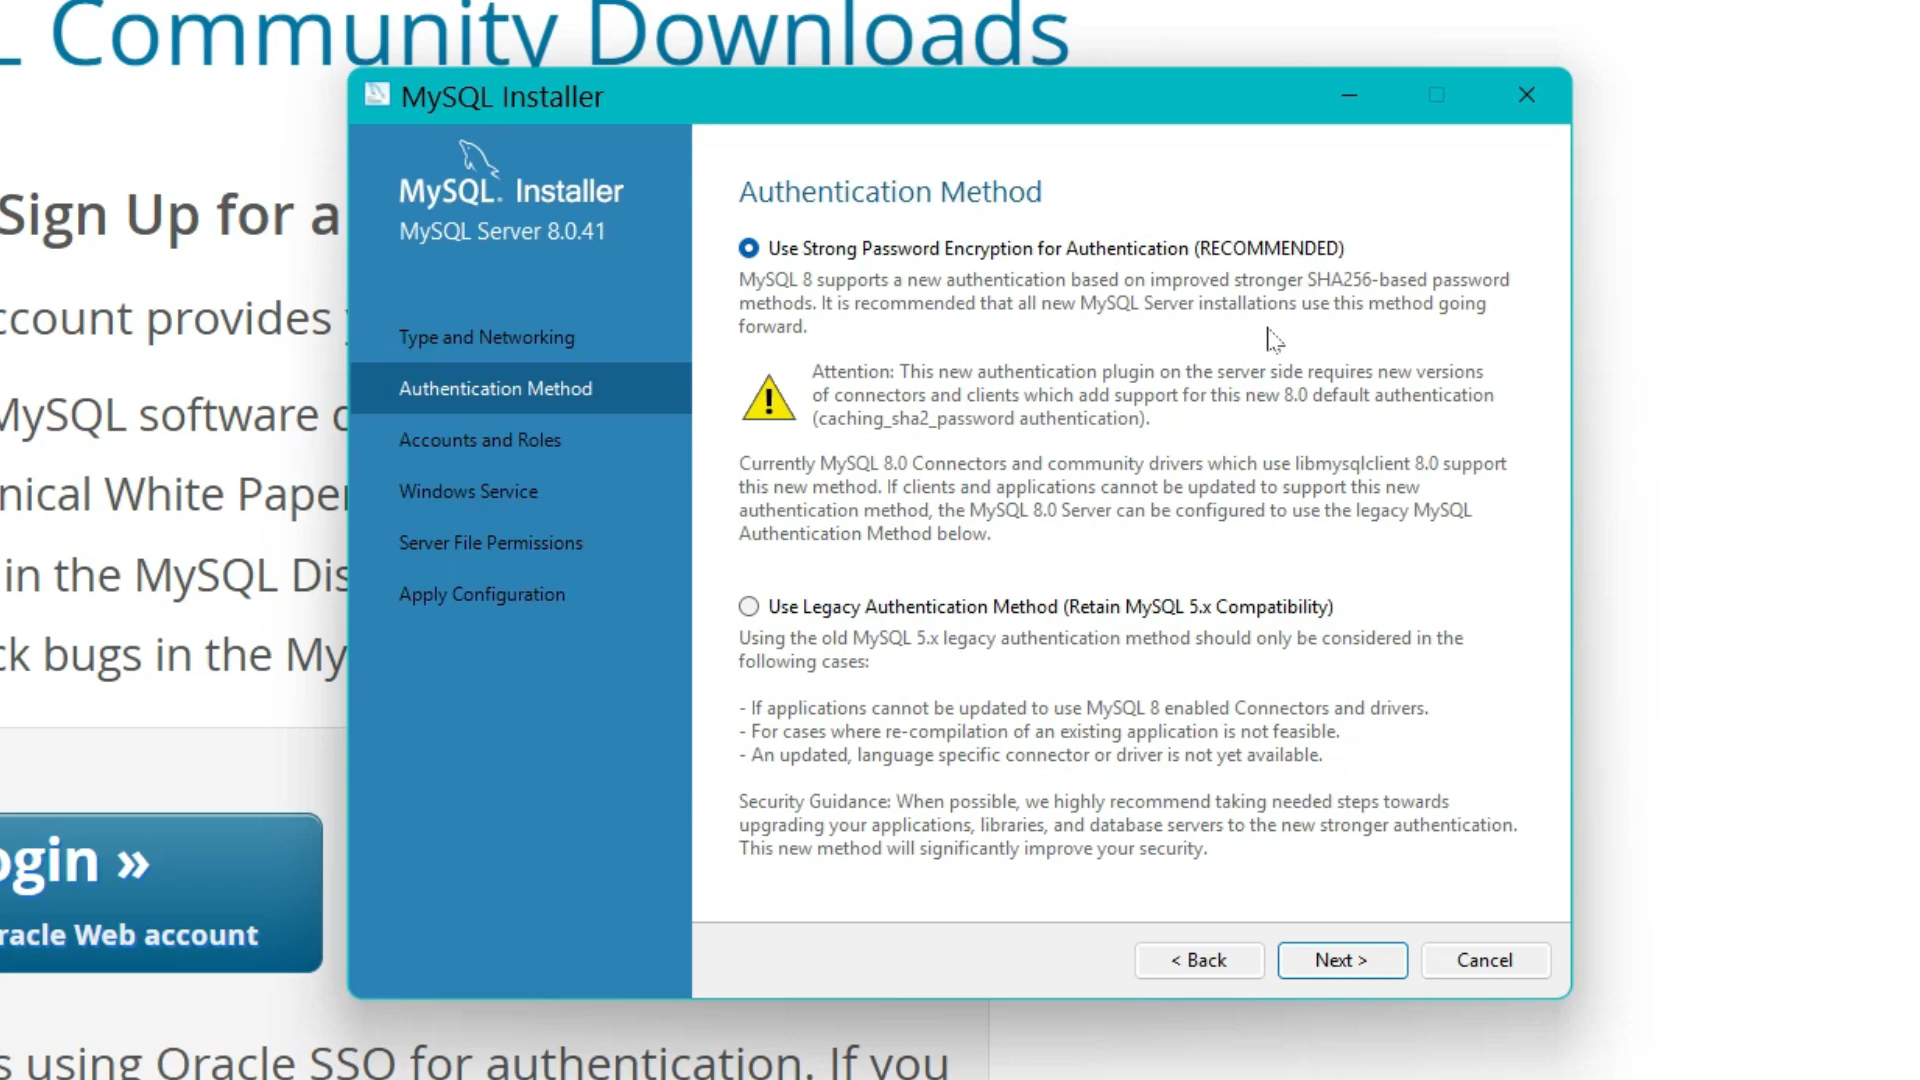 Community Downloads
Sign Up for a
ccount provides
MySQL software
nical White Paper
in the MySQL Dis
ck bugs in the My
ogin »
racle Web account
s using Oracle SSO for authentication. If you
MySQL Installer
MySQL. Installer
MySQL Server 8.0.41
Type and Networking
Authentication Method
Accounts and Roles
Windows Service
Server File Permissions
Apply Configuration
Authentication Method
Use Strong Password Encryption for Authentication (RECOMMENDED)
MySQL 8 supports a new authentication based on improved stronger SHA256-based password
methods. It is recommended that all new MySQL Server installations use this method going
forward.
Attention: This new authentication plugin on the server side requires new versions
of connectors and clients which add support for this new 8.0 default authentication
(caching_sha2_password authentication).
Currently MySQL 8.0 Connectors and community drivers which use libmysqlclient 8.0 support
this new method. If clients and applications cannot be updated to support this new
authentication method, the MySQL 8.0 Server can be configured to use the legacy MySQL
Authentication Method below.
Use Legacy Authentication Method (Retain MySQL 5.x Compatibility)
Using the old MySQL 5.x legacy authentication method should only be considered in the
following cases:
- If applications cannot be updated to use MySQL 8 enabled Connectors and drivers.
- For cases where re-compilation of an existing application is not feasible.
- An updated, language specific connector or driver is not yet available.
Security Guidance: When possible, we highly recommend taking needed steps towards
upgrading your applications, libraries, and database servers to the new stronger authentication.
This new method will significantly improve your security.
< Back
Next >
Cancel